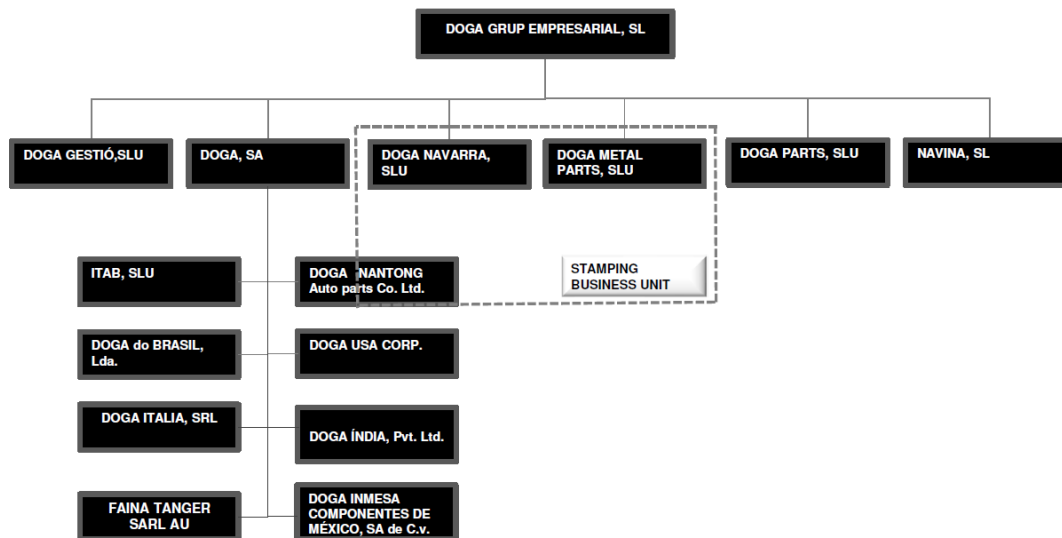 DOGA GRUP EMPRESARIAL, SL
DOGA GESTIÓ,SLU
DOGA, SA
DOGA NAVARRA,
SLU
DOGA METAL
PARTS, SLU
DOGA PARTS, SLU
NAVINA, SL
ITAB, SLU
DOGA NANTONG
Auto parts Co. Ltd.
STAMPING
BUSINESS UNIT
DOGA do BRASIL,
Lda.
DOGA USA CORP.
DOGA ITALIA, SRL
DOGA ÍNDIA, Pvt. Ltd.
FAINA TANGER
SARL AU
DOGA INMESA
COMPONENTES DE
MÉXICO, SA de C.v.